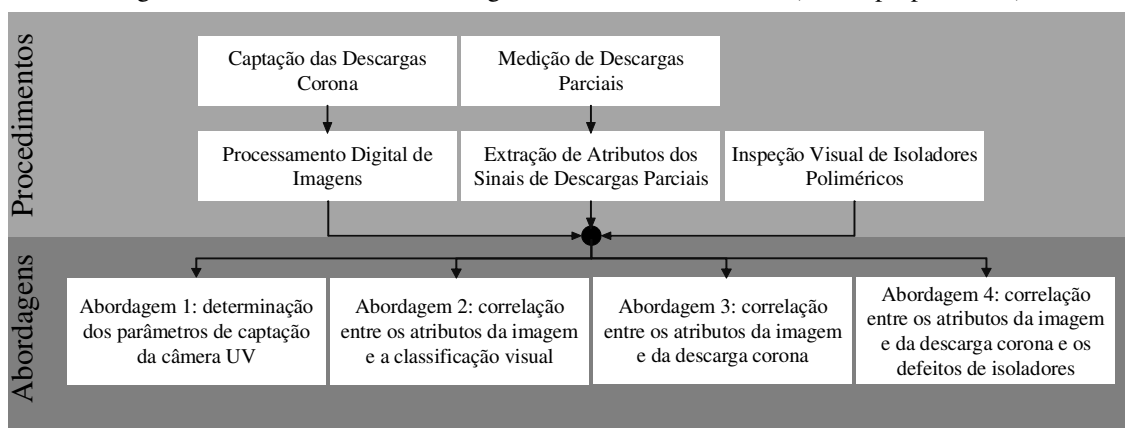 Procedimentos
Captação das Descargas
Corona
Medição de Descargas
Parciais
Processamento Digital de
Imagens
Extração de Atributos dos
Sinais de Descargas Parciais
Inspeção Visual de Isoladores
Poliméricos
Abordagens
Abordagem 1: determinação
dos parâmetros de captação
da câmera UV
Abordagem 2: correlação
entre os atributos da imagem
e a classificação visual
Abordagem 3: correlação
entre os atributos da imagem
e da descarga corona
Abordagem 4: correlação
entre os atributos da imagem
e da descarga corona e os
defeitos de isoladores